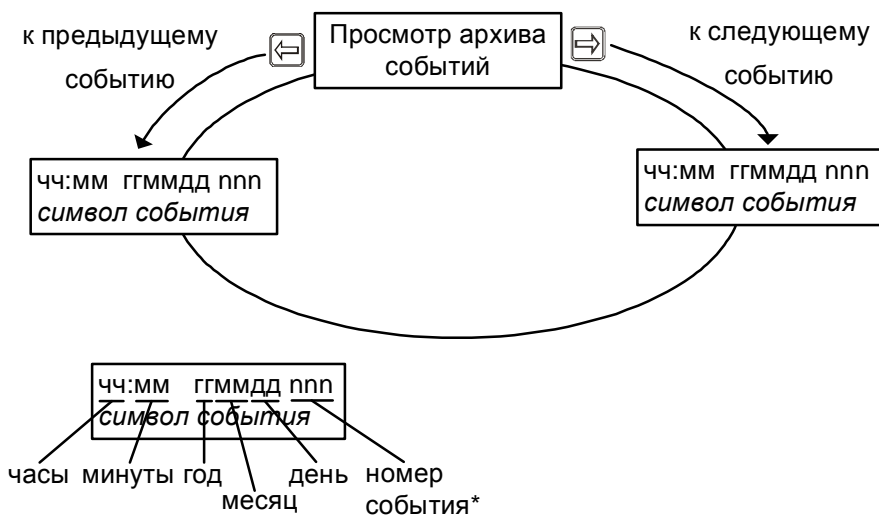 к предыдущему
событию
Просмотр архива
событий
к следующему
событию
чч:мм ггммдд nnn
символ события
чч:мм ггммдд nnn
символ события
чч:мм ггммдд nnn
символ события
часы минуты год день номер
месяц события*